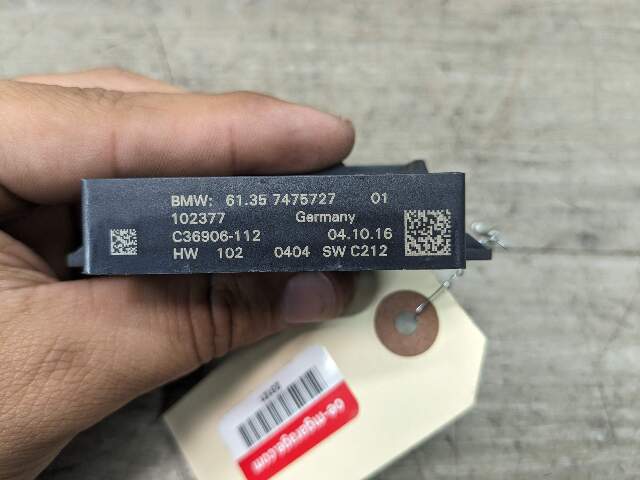 BMW: 61.35 7475727 01
102377 Germany
C36906-112 04.10.16
HW 102 0404 SW C212
oe-mgarage.com